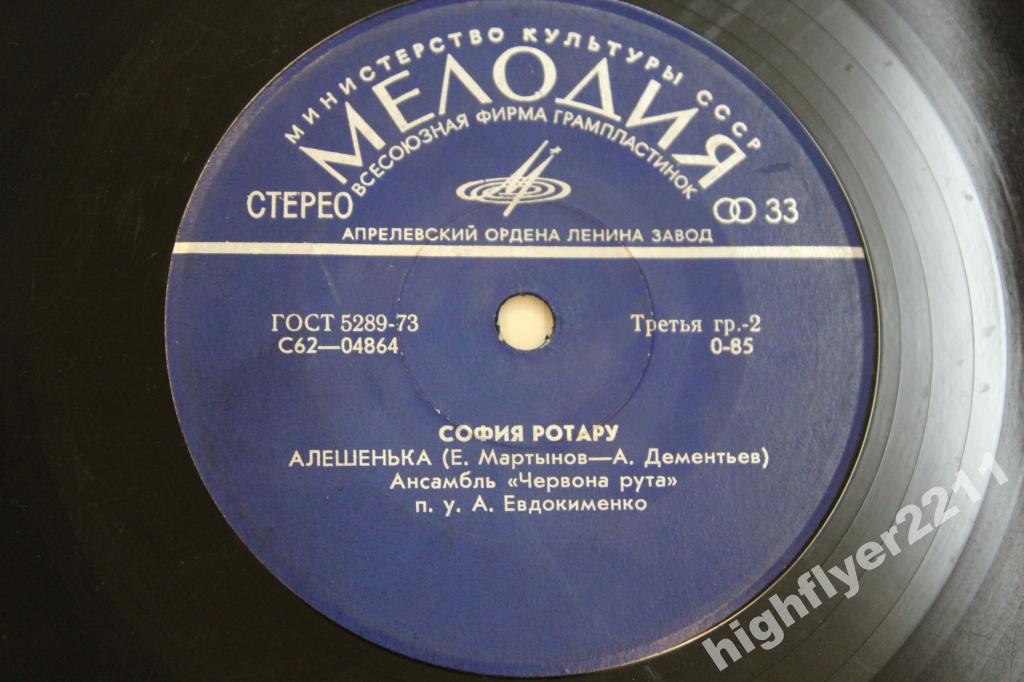 МИНИСТЕРСТВО КУЛЬТУРЫ СССР
МЕЛОДИЯ
ВСЕСОЮЗНАЯ ФИРМА ГРАМПЛАСТИНОК
СТЕРЕО
33
АПРЕЛЕВСКИЙ ОРДЕНА ЛЕНИНА ЗАВОД
ГОСТ 5289-73
Третья гр.-2
С62—04864
0-85
СОФИЯ РОТАРУ
АЛЕШЕНЬКА (Е. Мартынов—А. Дементьев)
Ансамбль «Червона рута»
п. у. А. Евдокименко
highflyer2211